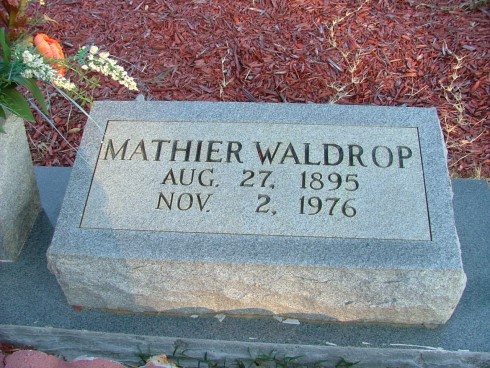 MATHIER WALDROP
AUG. 27, 1895
NOV. 2, 1976